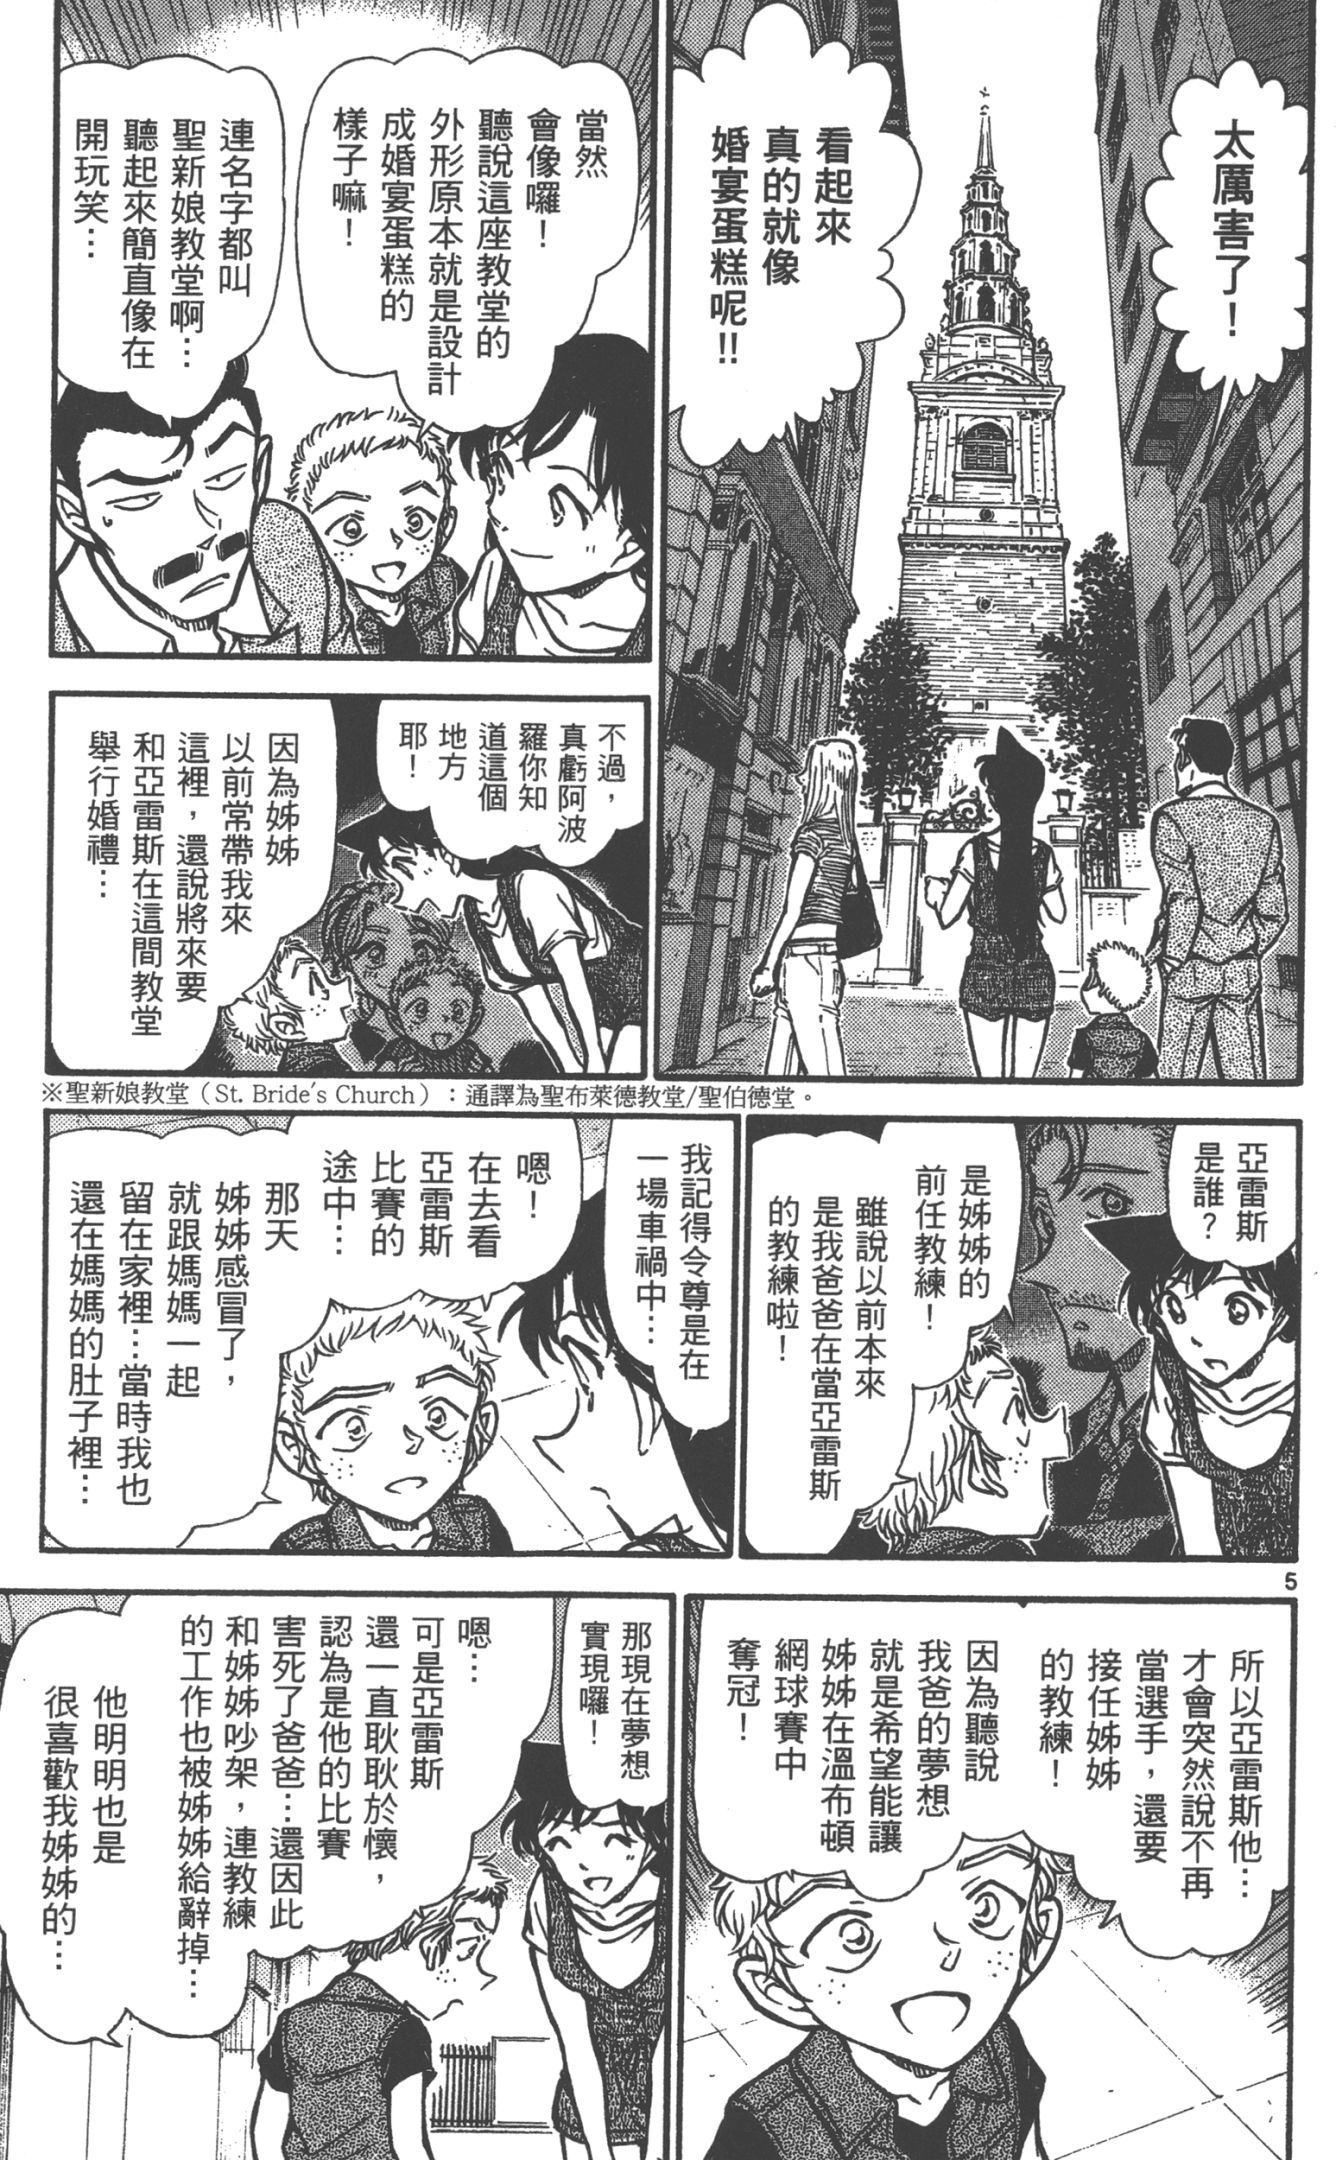 太厲害了！
看起來
真的就像
婚宴蛋糕呢!!
當然
會像囉！
聽說這座教堂的
外形原本就是設計
成婚宴蛋糕的
樣子嘛！
連名字都叫
聖新娘教堂啊…
聽起來簡直像在
開玩笑…
不過，
真虧阿波
羅你知
道這個
地方
耶！
因為姊姊
以前常帶我來
這裡，還說將來要
和亞雷斯在這間教堂
舉行婚禮…
※聖新娘教堂（St. Bride's Church）：通譯為聖布萊德教堂/聖伯德堂。
亞雷斯
是誰？
是姊姊的
前任教練！
雖說以前本來
是我爸爸在當亞雷斯
的教練啦！
我記得令尊是在
一場車禍中…
嗯！
在去看
亞雷斯
比賽的
途中…
那天
姊姊感冒了，
就跟媽媽一起
留在家裡…當時我也
還在媽媽的肚子裡…
5
所以亞雷斯他…
才會突然說不再
當選手，還要
接任姊姊
的教練！
因為聽說
我爸的夢想
就是希望能讓
姊姊在溫布頓
網球賽中
奪冠！
那現在夢想
實現囉！
嗯…
可是亞雷斯
還一直耿耿於懷，
認為是他的比賽
害死了爸爸…還因此
和姊姊吵架，連教練
的工作也被姊姊給辭掉…
他明明也是
很喜歡我姊姊的…